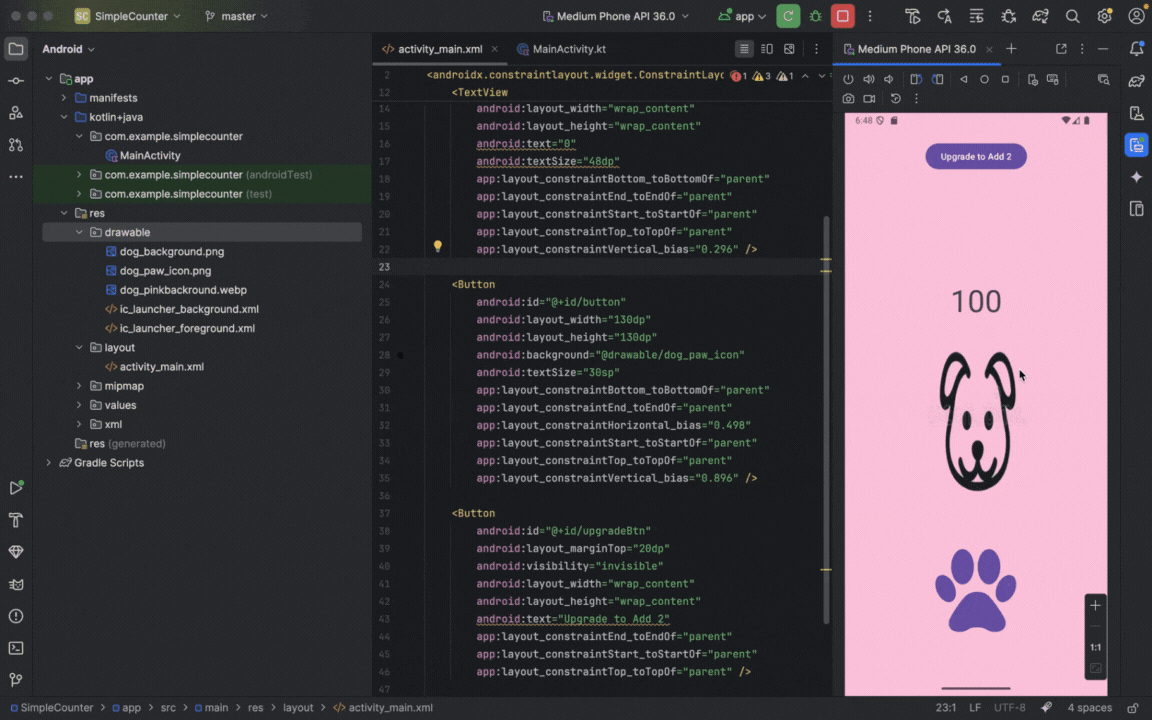 SC SimpleCounter
master
Medium Phone API 36.0
app
Android
app
manifests
kotlin+java
com.example.simplecounter
MainActivity
com.example.simplecounter (androidTest)
com.example.simplecounter (test)
res
drawable
dog_background.png
dog_paw_icon.png
dog_pinkbackround.webp
ic_launcher_background.xml
ic_launcher_foreground.xml
layout
activity_main.xml
mipmap
values
xml
res (generated)
Gradle Scripts
activity_main.xml
MainActivity.kt
2 <androidx.constraintlayout.widget.ConstraintLay
1 3 1
12 <TextView
14 android:layout_width="wrap_content"
15 android:layout_height="wrap_content"
16 android:text="0"
17 android:textSize="48dp"
18 app:layout_constraintBottom_toBottomOf="parent"
19 app:layout_constraintEnd_toEndOf="parent"
20 app:layout_constraintStart_toStartOf="parent"
21 app:layout_constraintTop_toTopOf="parent"
22 app:layout_constraintVertical_bias="0.296" />
23
24 <Button
25 android:id="@+id/button"
26 android:layout_width="130dp"
27 android:layout_height="130dp"
28 android:background="@drawable/dog_paw_icon"
29 android:textSize="30sp"
30 app:layout_constraintBottom_toBottomOf="parent"
31 app:layout_constraintEnd_toEndOf="parent"
32 app:layout_constraintHorizontal_bias="0.498"
33 app:layout_constraintStart_toStartOf="parent"
34 app:layout_constraintTop_toTopOf="parent"
35 app:layout_constraintVertical_bias="0.896" />
36
37 <Button
38 android:id="@+id/upgradeBtn"
39 android:layout_marginTop="20dp"
40 android:visibility="invisible"
41 android:layout_width="wrap_content"
42 android:layout_height="wrap_content"
43 android:text="Upgrade to Add 2"
44 app:layout_constraintEnd_toEndOf="parent"
45 app:layout_constraintStart_toStartOf="parent"
46 app:layout_constraintTop_toTopOf="parent" />
47
Medium Phone API 36.0
6:48
Upgrade to Add 2
100
1:1
SimpleCounter > app > src > main > res > layout > activity_main.xml
23:1 LF UTF-8 4 spaces